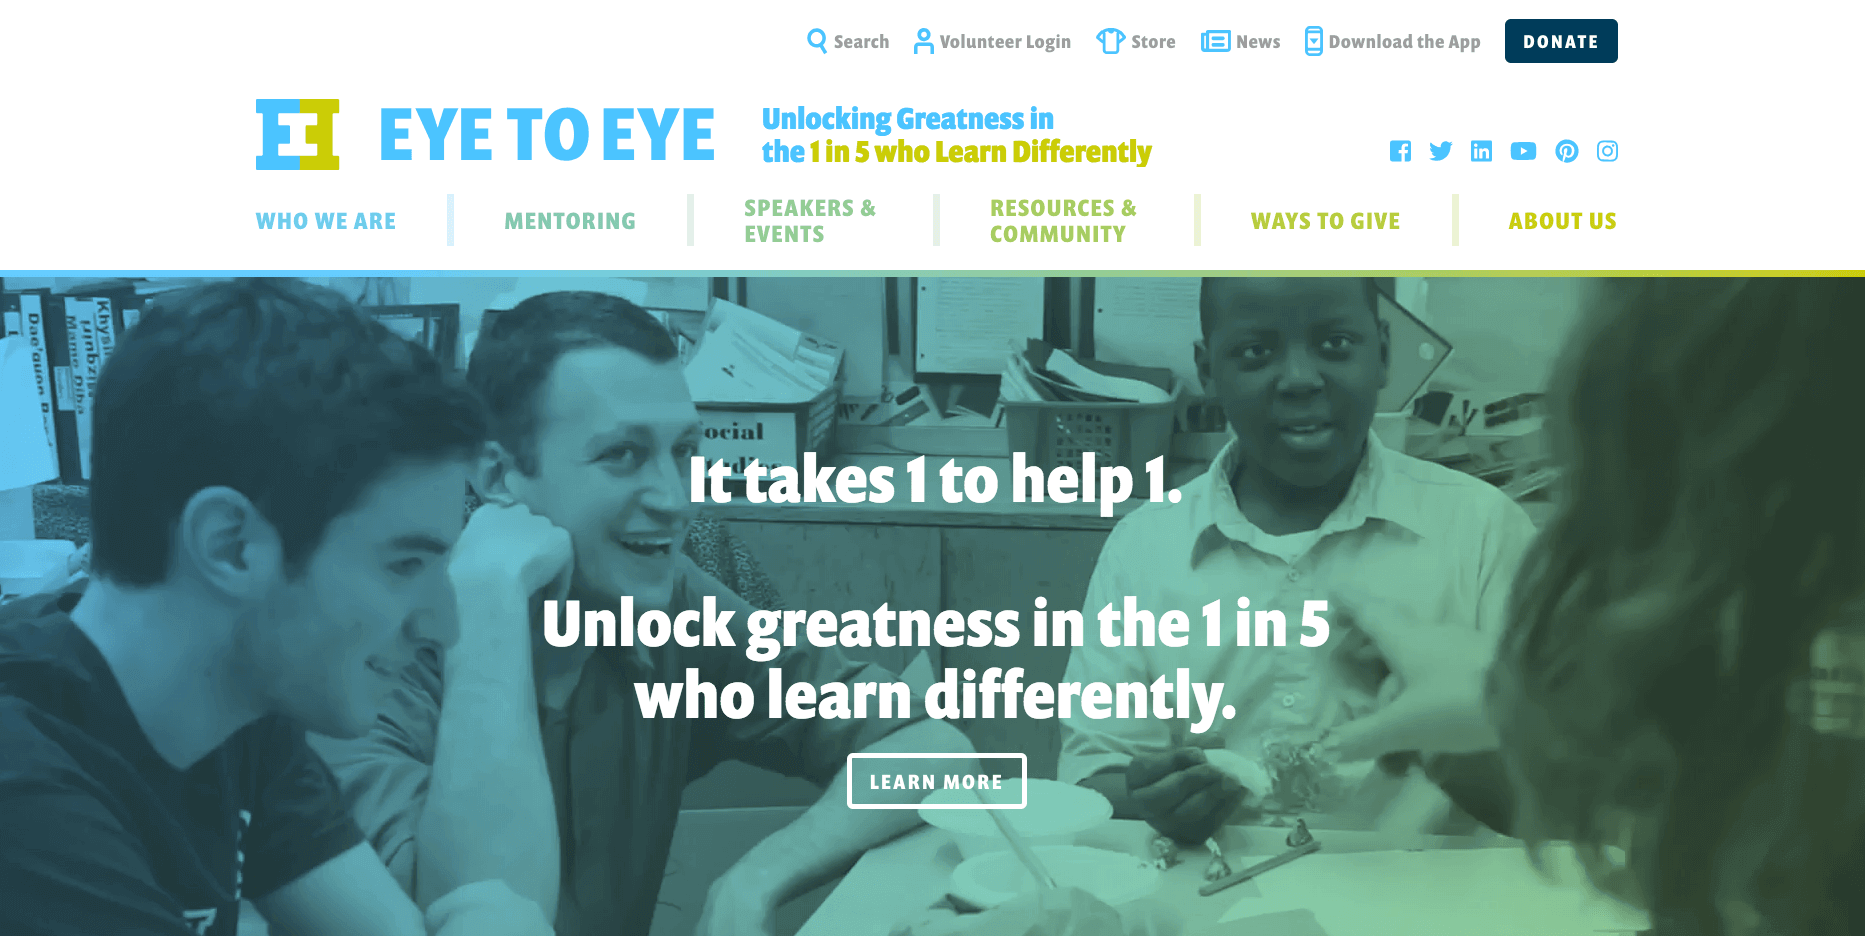 Search
Volunteer Login
Store
News
Download the App
DONATE
EYE TO EYE
Unlocking Greatness in
the 1 in 5 who Learn Differently
WHO WE ARE
MENTORING
SPEAKERS &
EVENTS
RESOURCES &
COMMUNITY
WAYS TO GIVE
ABOUT US
ocial
It takes 1 to help 1.
Unlock greatness in the 1 in 5
who learn differently.
LEARN MORE